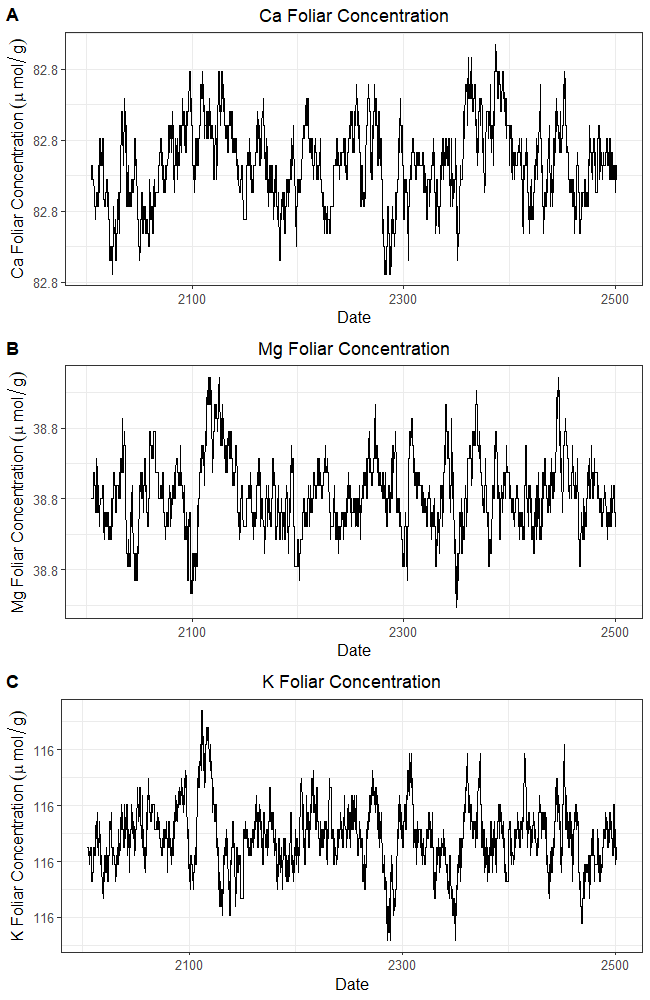 A
Ca Foliar Concentration
Ca Foliar Concentration (μ mol/g)
82.8
82.8
82.8
82.8
2100
2300
2500
Date
B
Mg Foliar Concentration
Mg Foliar Concentration (μ mol/g)
38.8
38.8
38.8
2100
2300
2500
Date
C
K Foliar Concentration
K Foliar Concentration (μ mol/g)
116
116
116
116
2100
2300
2500
Date